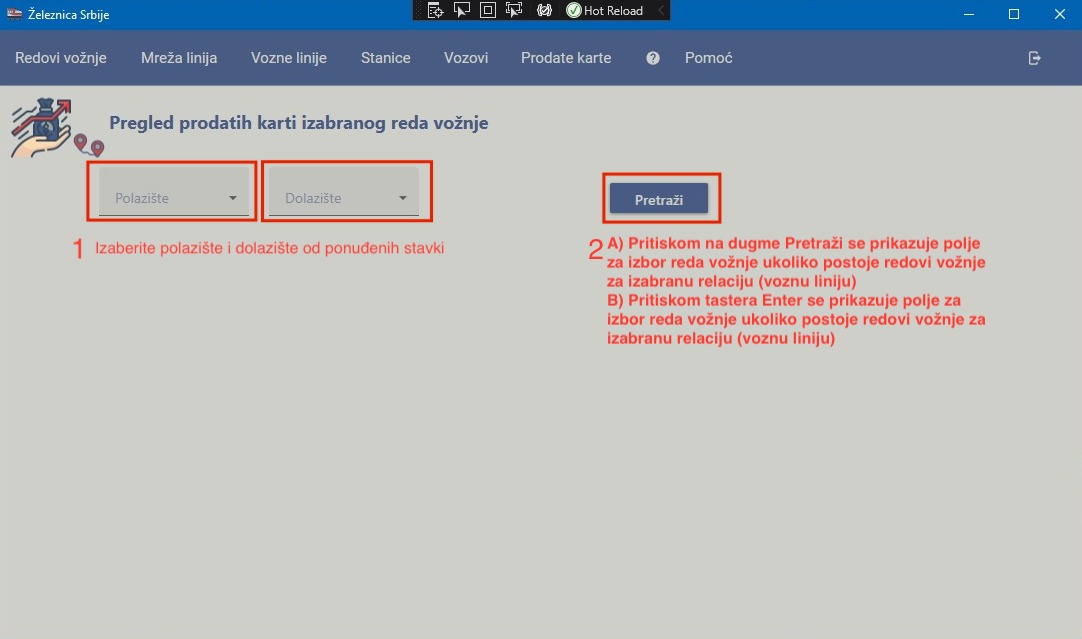 Železnica Srbije
Hot Reload
Redovi vožnje Mreža linija Vozne linije Stanice Vozovi Prodate karte ? Pomoć
Pregled prodatih karti izabranog reda vožnje
Polazište Dolazište Pretraži
1 Izaberite polazište i dolazište od ponuđenih stavki
2 A) Pritiskom na dugme Pretraži se prikazuje polje
za izbor reda vožnje ukoliko postoje redovi vožnje
za izabranu relaciju (voznu liniju)
B) Pritiskom tastera Enter se prikazuje polje za
izbor reda vožnje ukoliko postoje redovi vožnje za
izabranu relaciju (voznu liniju)